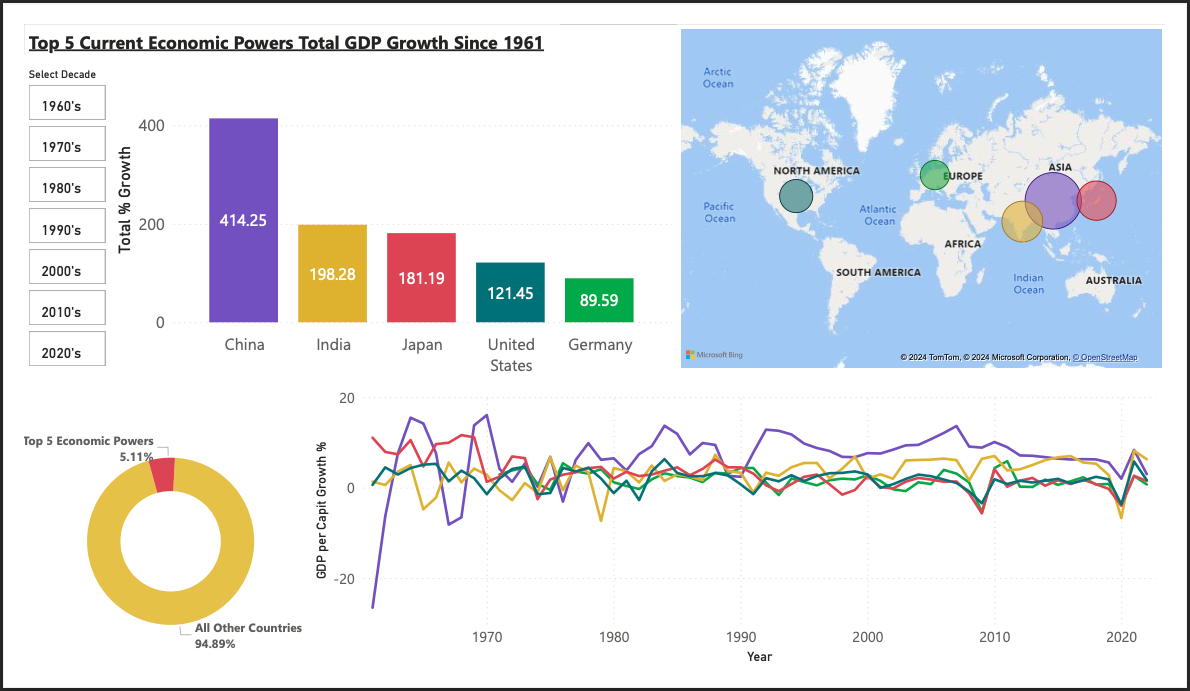 Top 5 Current Economic Powers Total GDP Growth Since 1961
Select Decade
1960's
1970's
1980's
1990's
2000's
2010's
2020's
Total % Growth
400
200
0
414.25
198.28
181.19
121.45
89.59
China
India
Japan
United
States
Germany
Arctic
Ocean
NORTH AMERICA
EUROPE
ASIA
Pacific
Ocean
Atlantic
Ocean
AFRICA
SOUTH AMERICA
Indian
Ocean
AUSTRALIA
Microsoft Bing
© 2024 TomTom, © 2024 Microsoft Corporation, © OpenStreetMap
Top 5 Economic Powers
5.11%
All Other Countries
94.89%
GDP per Capit Growth %
20
0
-20
1970
1980
1990
2000
2010
2020
Year